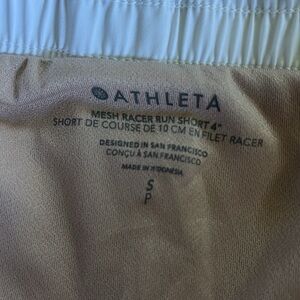 ATHLETA
MESH RACER RUN SHORT 4"
SHORT DE COURSE DE 10 CM EN FILET RACER
DESIGNED IN SAN FRANCISCO
CONÇU À SAN FRANCISCO
MADE IN INDONESIA
S
P